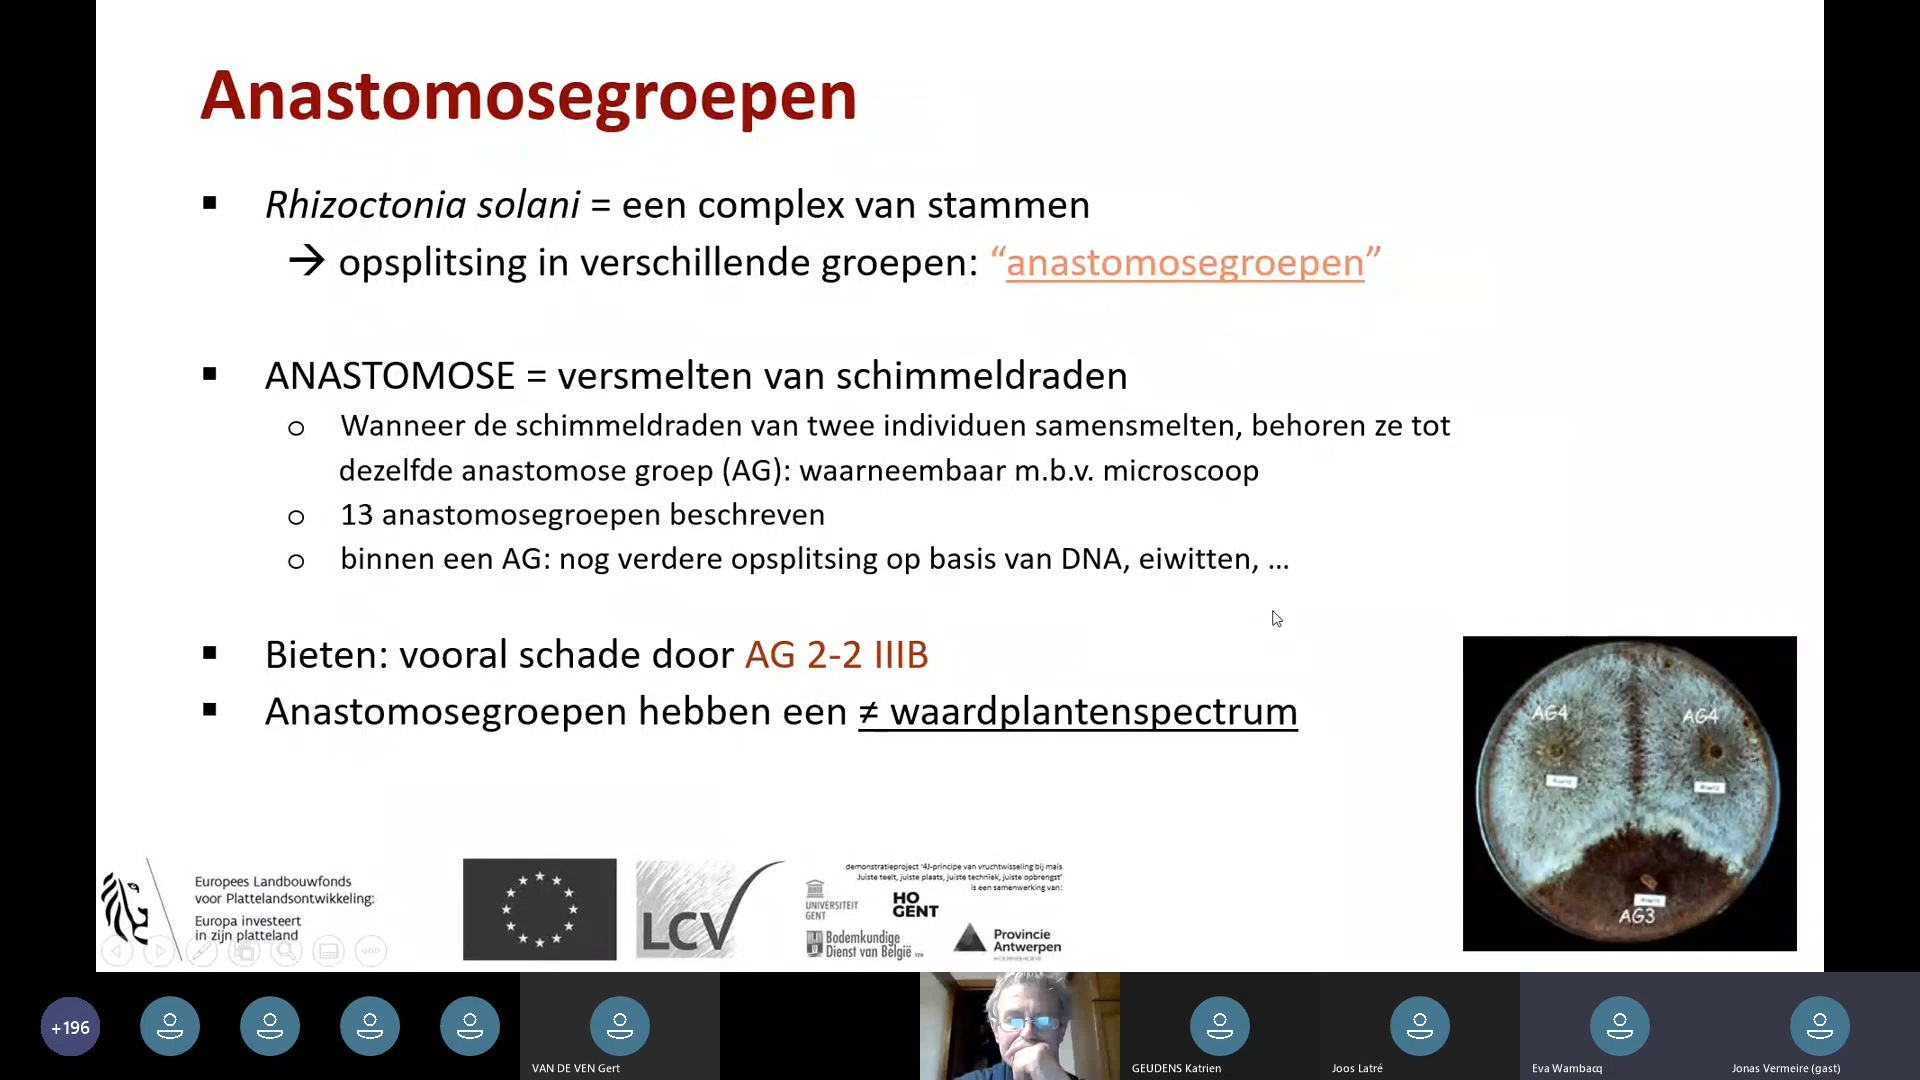 Anastomosegroepen
Rhizoctonia solani = een complex van stammen
→ opsplitsing in verschillende groepen: “anastomosegroepen”
ANASTOMOSE = versmelten van schimmeldraden
Wanneer de schimmeldraden van twee individuen samensmelten, behoren ze tot
dezelfde anastomose groep (AG): waarneembaar m.b.v. microscoop
13 anastomosegroepen beschreven
binnen een AG: nog verdere opsplitsing op basis van DNA, eiwitten, ...
Bieten: vooral schade door AG 2-2 IIIB
Anastomosegroepen hebben een ≠ waardplantenspectrum
AG4
AG4
AG3
Europees Landbouwfonds
voor Plattelandsontwikkeling:
Europa investeert
in zijn platteland
LCV
demonstratieproject '4J-principe van vruchtwisseling bij maïs
Juiste teelt, juiste plaats, juiste techniek, juiste opbrengst'
is een samenwerking van:
UNIVERSITEIT
GENT
HO
GENT
Bodemkundige
Dienst van België vzw
Provincie
Antwerpen
+196
VAN DE VEN Gert
GEUDENS Katrien
Joos Latré
Eva Wambacq
Jonas Vermeire (gast)